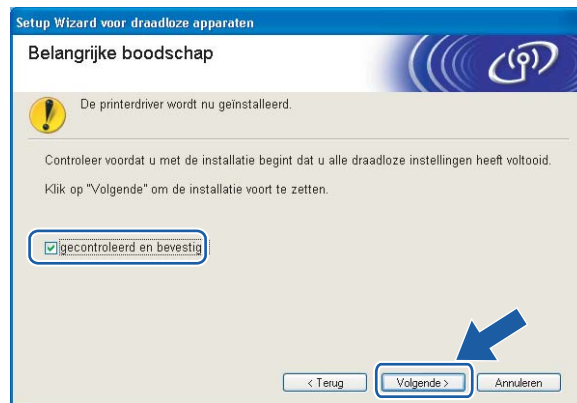 Setup Wizard voor draadloze apparaten
Belangrijke boodschap
De printerdriver wordt nu geïnstalleerd.
Controleer voordat u met de installatie begint dat u alle draadloze instellingen heeft voltooid.
Klik op "Volgende" om de installatie voort te zetten.
gecontroleerd en bevestig
< Terug
Volgende >
Annuleren